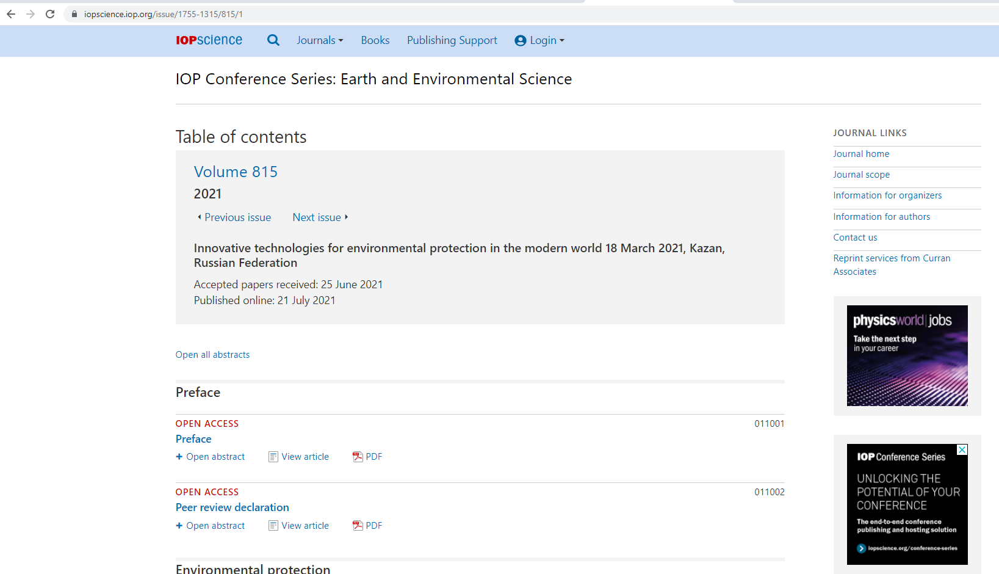 iopscience.iop.org/issue/1755-1315/815/1
IOPscience Journals Books Publishing Support Login
IOP Conference Series: Earth and Environmental Science
Table of contents
Volume 815
2021
Previous issue Next issue
Innovative technologies for environmental protection in the modern world 18 March 2021, Kazan,
Russian Federation
Accepted papers received: 25 June 2021
Published online: 21 July 2021
Open all abstracts
Preface
OPEN ACCESS 011001
Preface
+ Open abstract View article PDF
OPEN ACCESS 011002
Peer review declaration
+ Open abstract View article PDF
Environmental protection
JOURNAL LINKS
Journal home
Journal scope
Information for organizers
Information for authors
Contact us
Reprint services from Curran
Associates
physicsworld|jobs
Take the next step
in your career
IOP Conference Series
UNLOCKING THE
POTENTIAL OF YOUR
CONFERENCE
The end-to-end conference
publishing and hosting solution
iopscience.org/conference-series